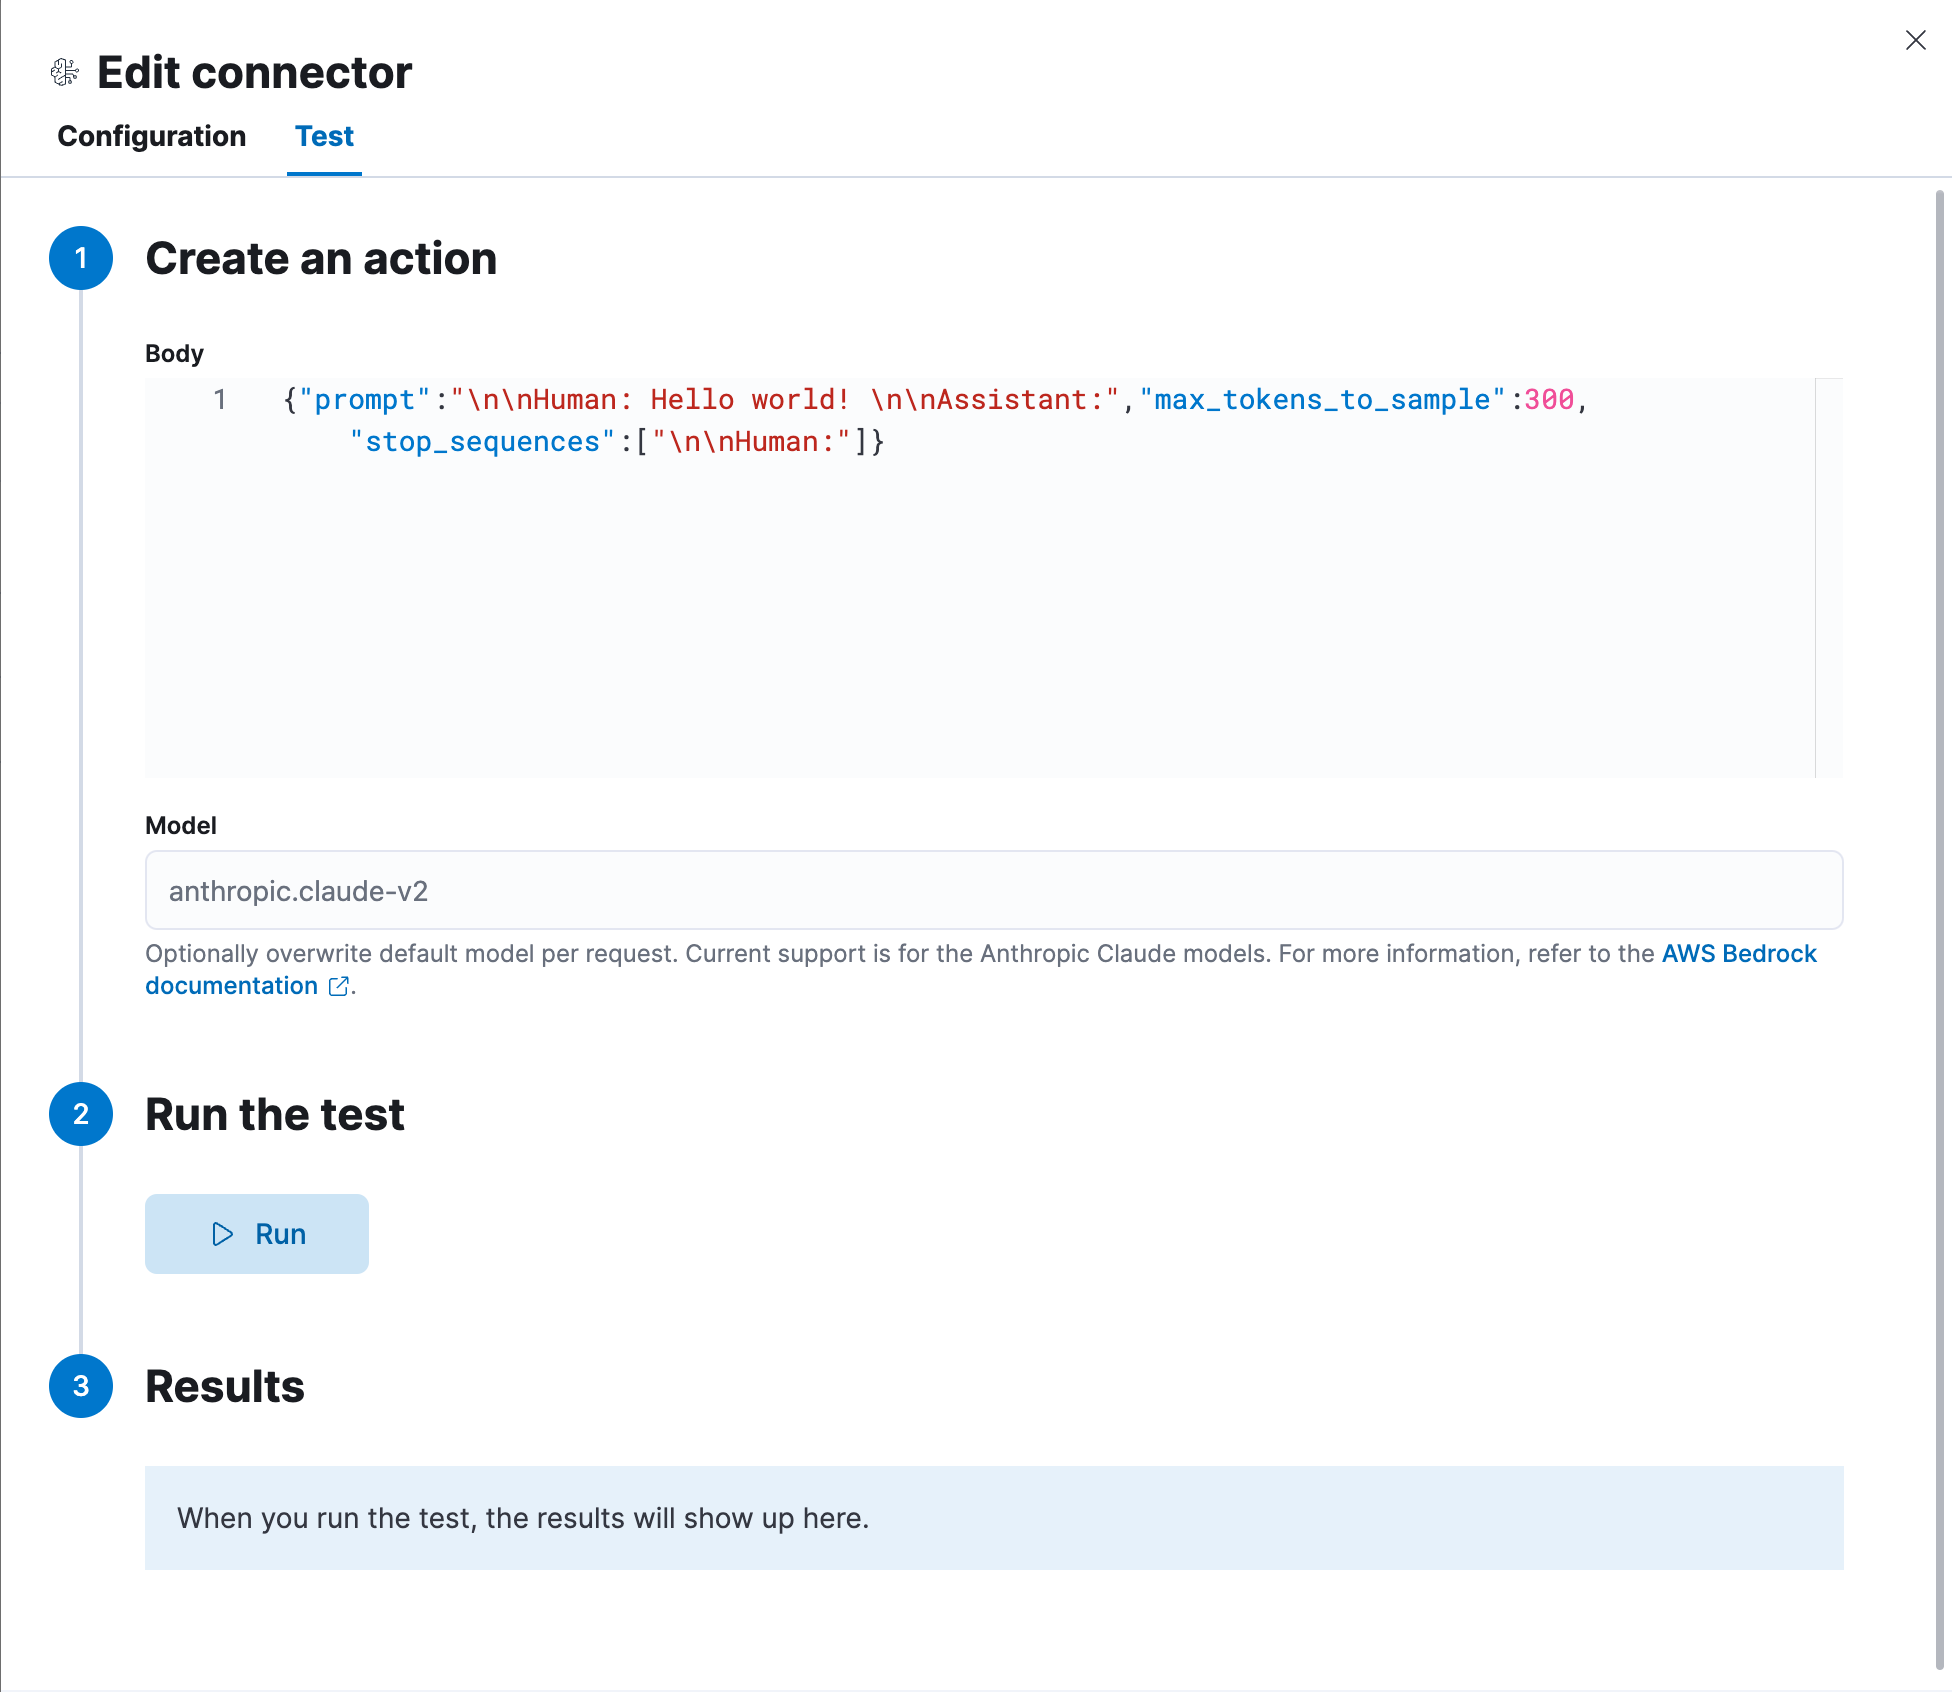 Edit connector
Configuration Test
1 Create an action
Body
1 {"prompt":"\n\nHuman: Hello world! \n\nAssistant:","max_tokens_to_sample":300,
"stop_sequences":["\n\nHuman:"]}
Model
anthropic.claude-v2
Optionally overwrite default model per request. Current support is for the Anthropic Claude models. For more information, refer to the AWS Bedrock
documentation.
2 Run the test
Run
3 Results
When you run the test, the results will show up here.